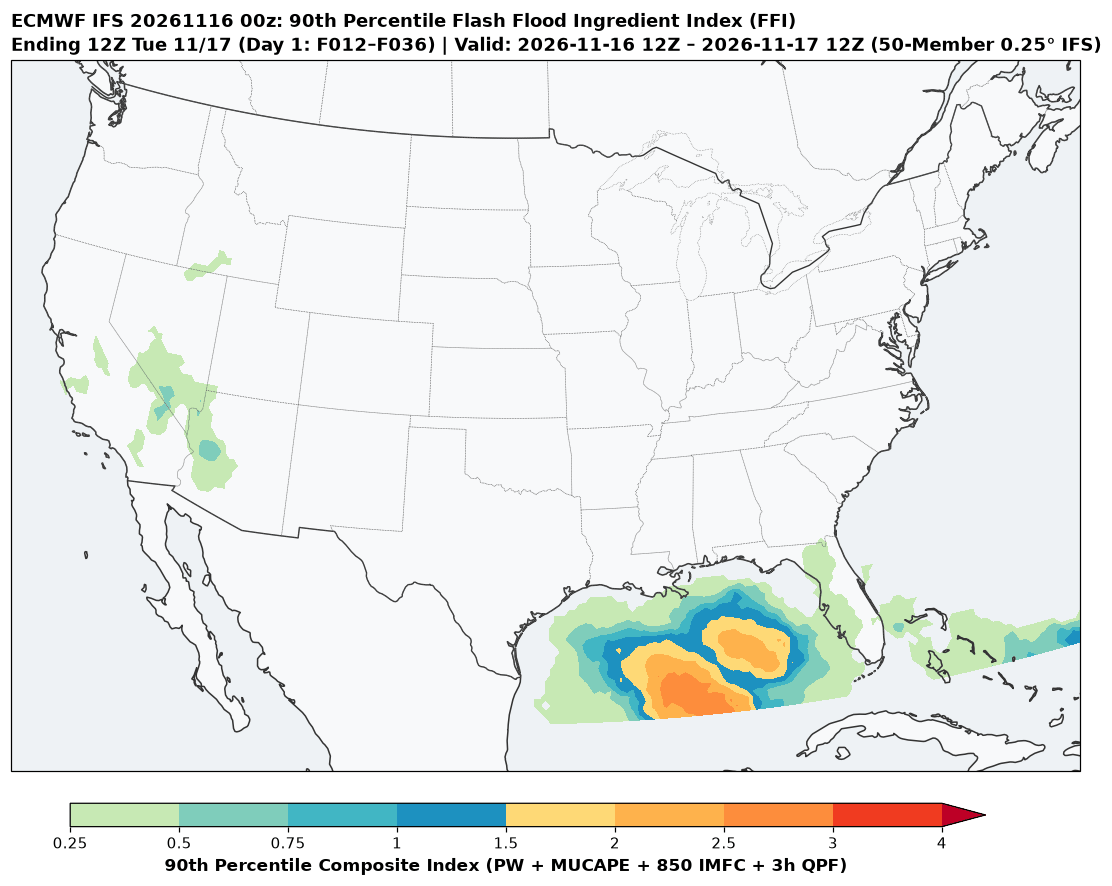 ECMWF IFS 20261116 00z: 90th Percentile Flash Flood Ingredient Index (FFI)
Ending 12Z Tue 11/17 (Day 1: F012–F036) | Valid: 2026-11-16 12Z – 2026-11-17 12Z (50-Member 0.25° IFS)
0.25 0.5 0.75 1 1.5 2 2.5 3 4
90th Percentile Composite Index (PW + MUCAPE + 850 IMFC + 3h QPF)